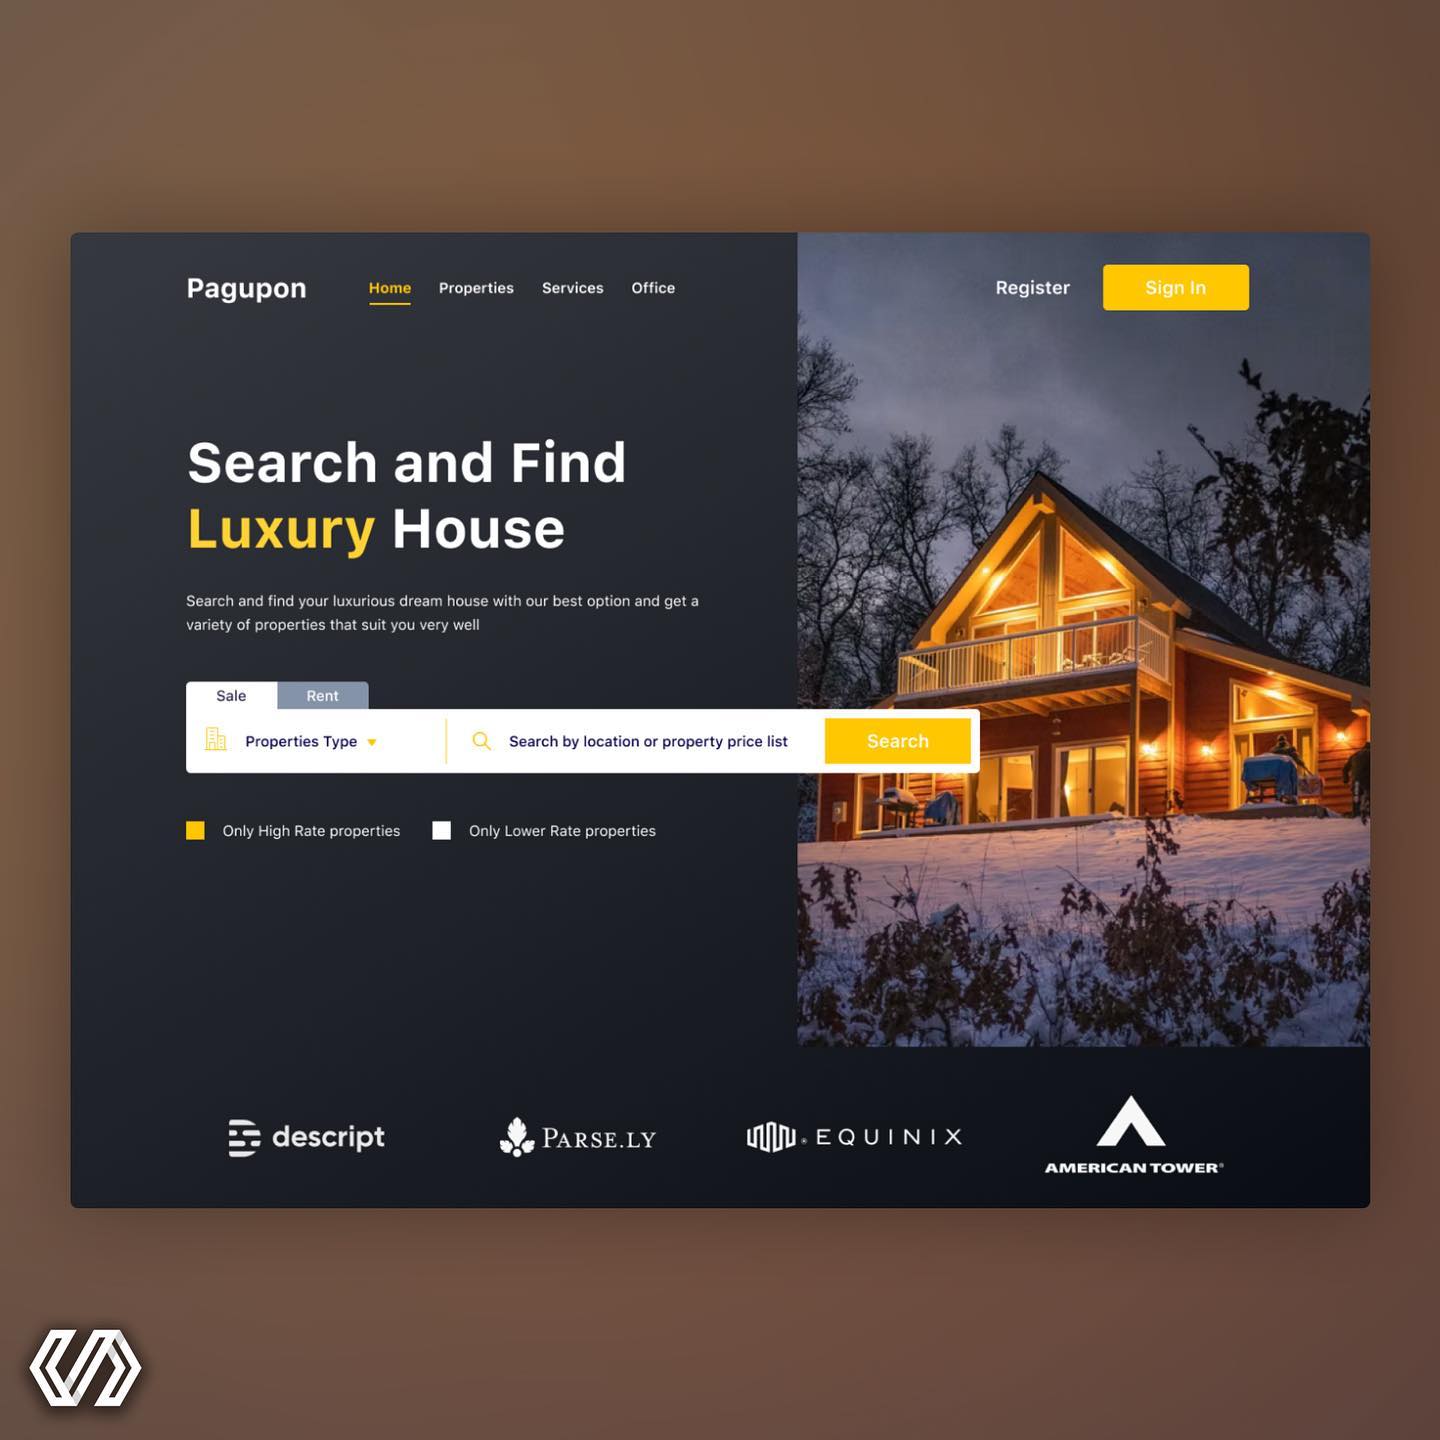 Pagupon
Home Properties Services Office
Register Sign In
Search and Find
Luxury House
Search and find your luxurious dream house with our best option and get a
variety of properties that suit you very well
Sale Rent
Properties Type Search by location or property price list Search
Only High Rate properties Only Lower Rate properties
descript PARSE.LY ® EQUINIX
AMERICAN TOWER®